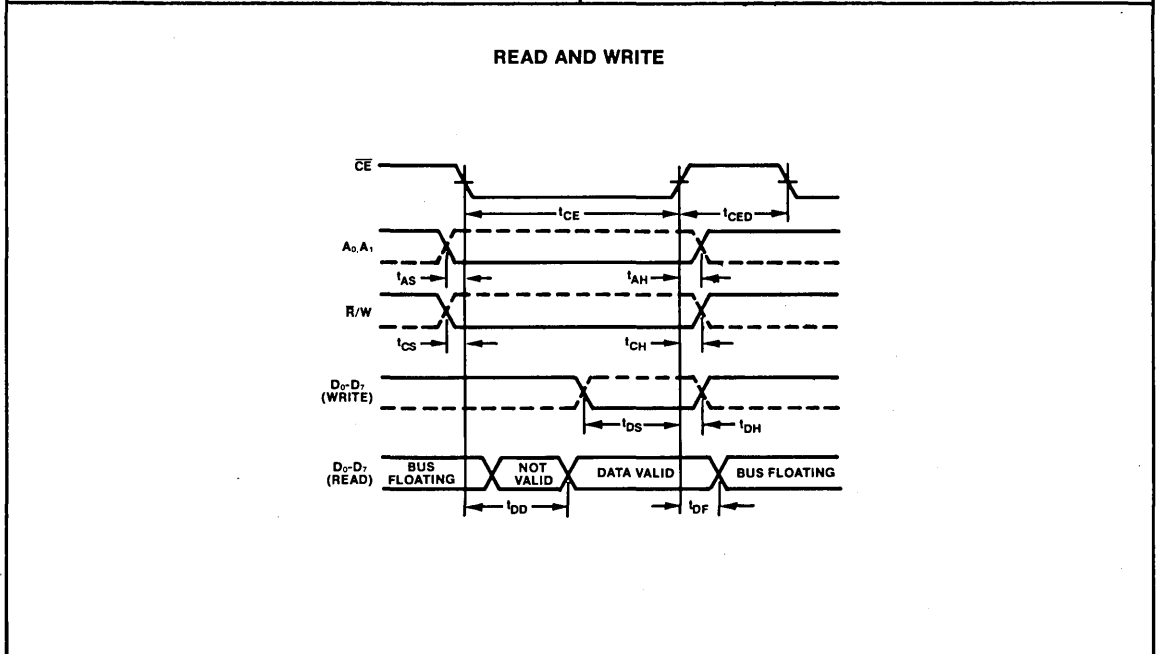 READ AND WRITE
C̅E̅
tCE
tCED
A₀,A₁
tAS
tAH
R̅/W
tCS
tCH
D₀-D₇
(WRITE)
tDS
tDH
D₀-D₇
(READ)
BUS
FLOATING
NOT
VALID
DATA VALID
BUS FLOATING
tDD
tDF